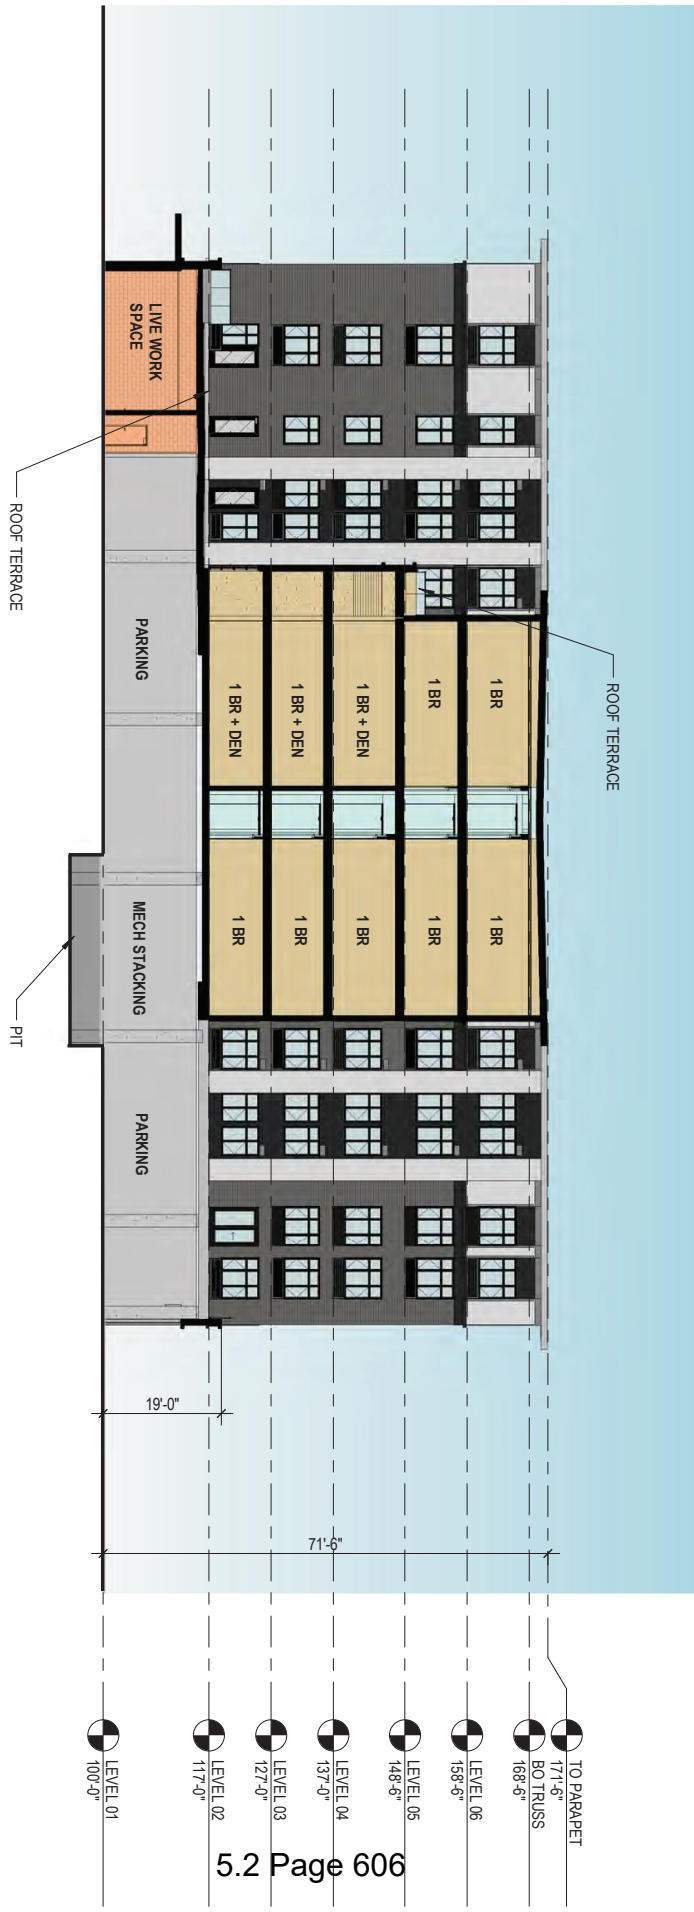 TO PARAPET
171'-6"
BO TRUSS
168'-6"
LEVEL 06
158'-6"
LEVEL 05
148'-6"
LEVEL 04
137'-0"
LEVEL 03
127'-0"
LEVEL 02
117'-0"
LEVEL 01
100'-0"
71'-6"
19'-0"
ROOF TERRACE
1 BR
1 BR
1 BR
1 BR
1 BR + DEN
1 BR
1 BR + DEN
1 BR
1 BR + DEN
1 BR
LIVE WORK
SPACE
PARKING
MECH STACKING
PARKING
ROOF TERRACE
PIT
5.2 Page 606